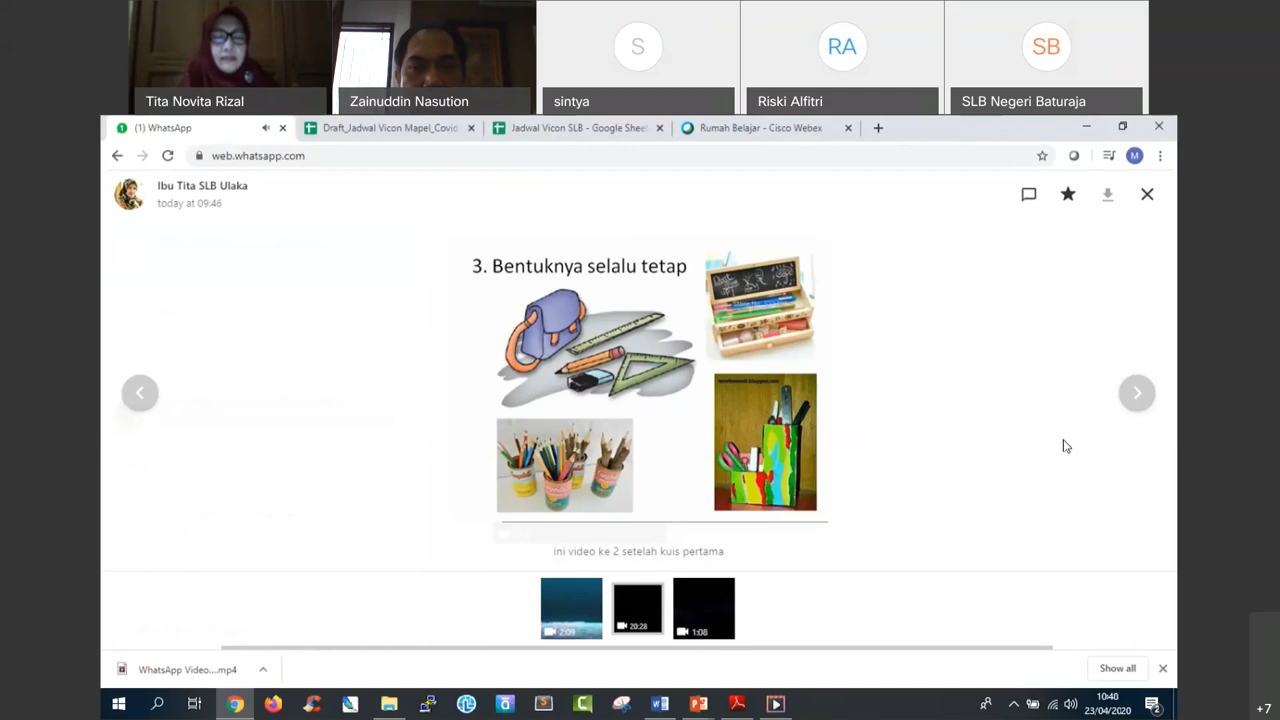 S
RA
SB
Tita Novita Rizal
Zainuddin Nasution
sintya
Riski Alfitri
SLB Negeri Baturaja
(1) WhatsApp
Draft_Jadwal Vicon Mapel_Covid
Jadwal Vicon SLB - Google Sheet
Rumah Belajar - Cisco Webex
web.whatsapp.com
M
Ibu Tita SLB Ulaka
today at 09:46
3. Bentuknya selalu tetap
ini video ke 2 setelah kuis pertama
2:09
20:28
1:08
WhatsApp Video....mp4
Show all
10:48
23/04/2020
2
+7